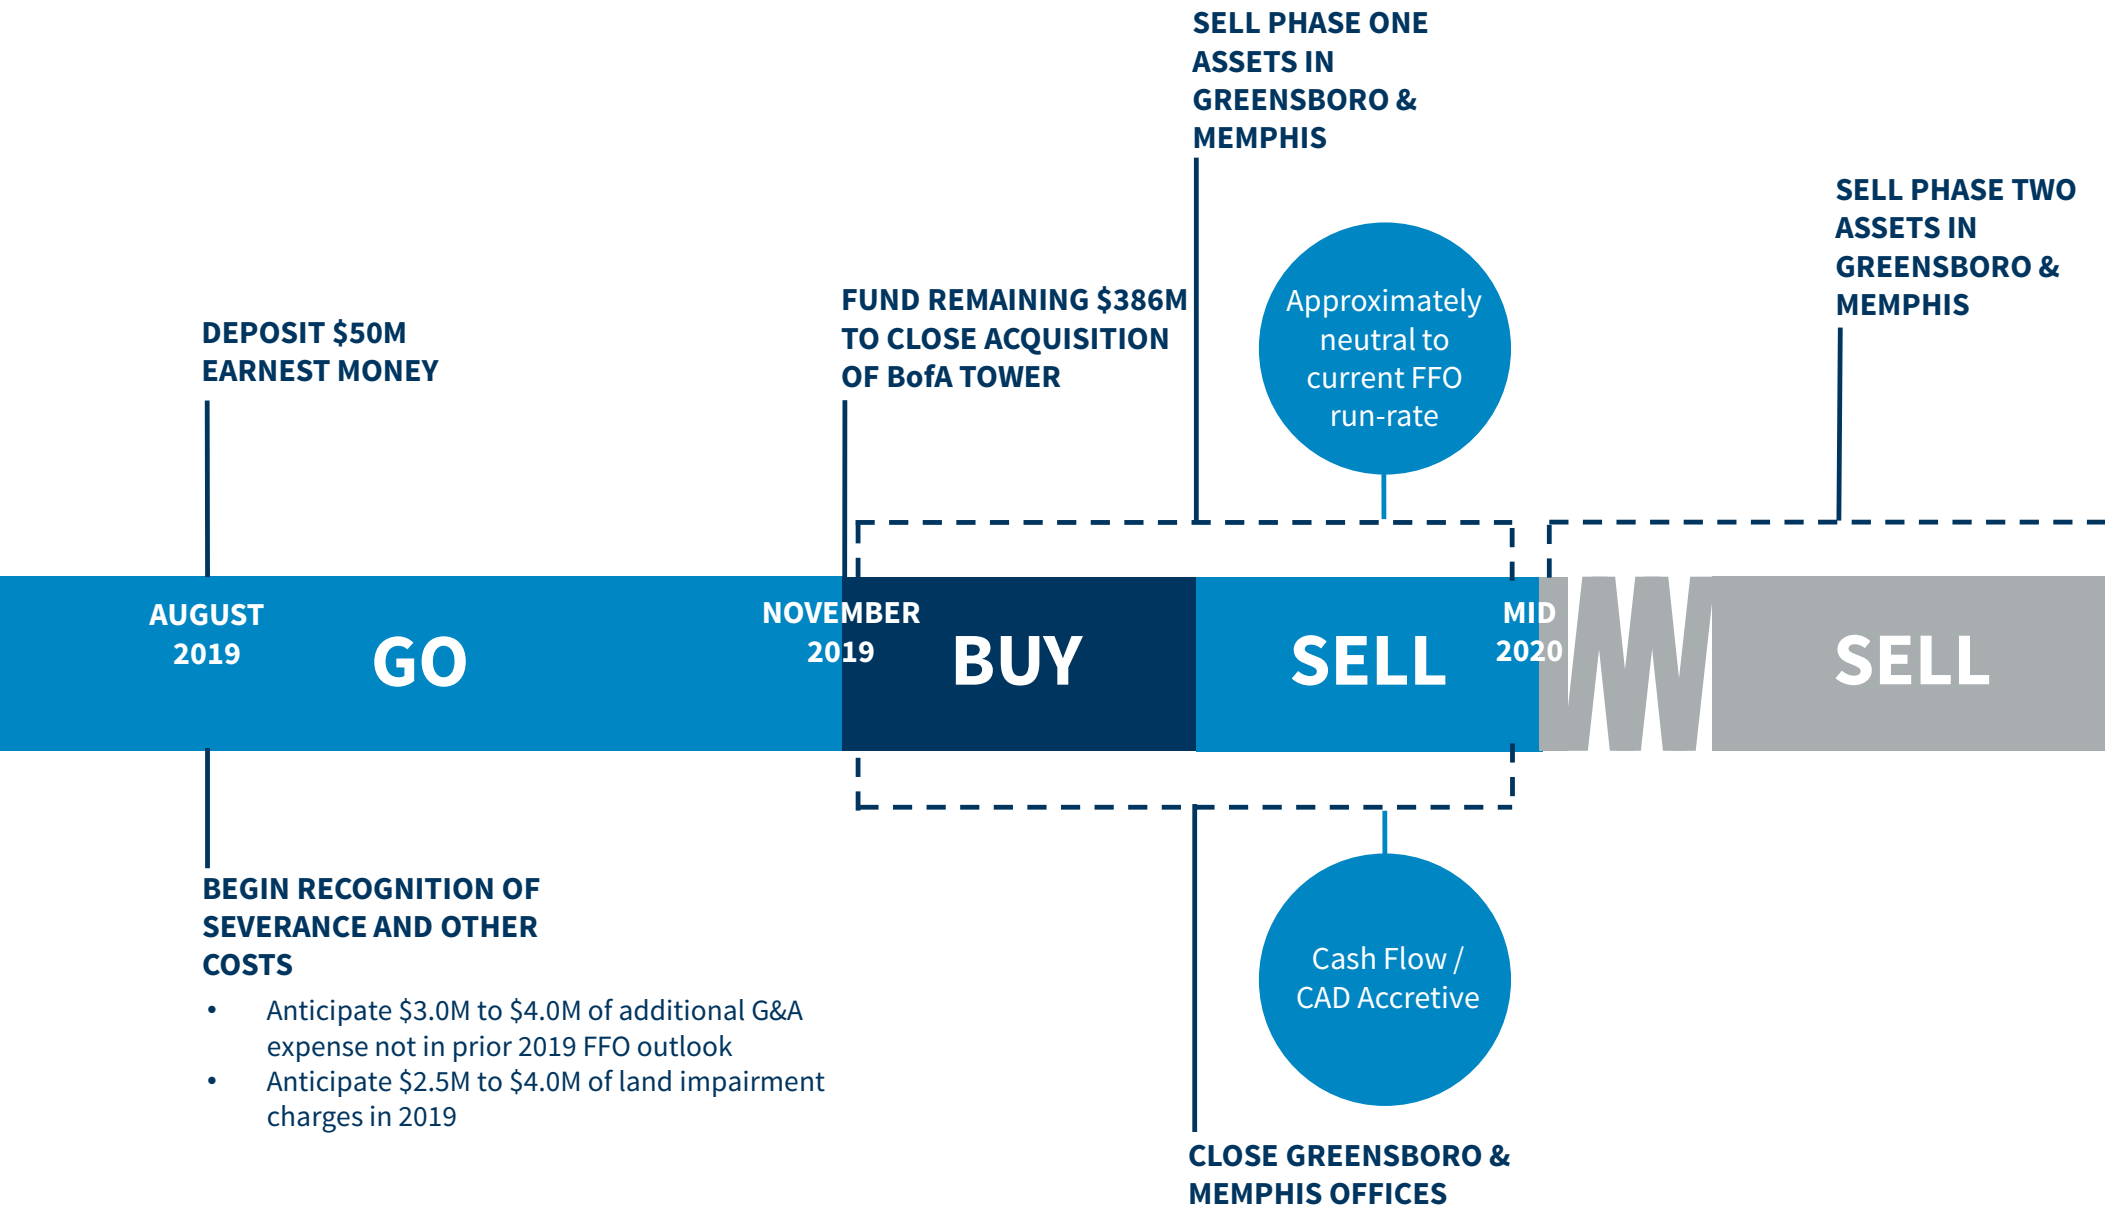 SELL PHASE ONE
ASSETS IN
GREENSBORO &
MEMPHIS
SELL PHASE TWO
ASSETS IN
GREENSBORO &
MEMPHIS
DEPOSIT $50M
EARNEST MONEY
FUND REMAINING $386M
TO CLOSE ACQUISITION
OF BofA TOWER
Approximately
neutral to
current FFO
run-rate
AUGUST
2019
GO
NOVEMBER
2019
BUY
SELL
MID
2020
SELL
BEGIN RECOGNITION OF
SEVERANCE AND OTHER
COSTS
• Anticipate $3.0M to $4.0M of additional G&A
expense not in prior 2019 FFO outlook
• Anticipate $2.5M to $4.0M of land impairment
charges in 2019
Cash Flow /
CAD Accretive
CLOSE GREENSBORO &
MEMPHIS OFFICES